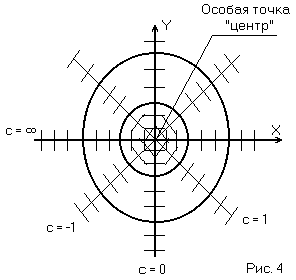 Особая точка
"центр"
Y
X
c = ∞
c = -1
c = 1
c = 0
Рис. 4